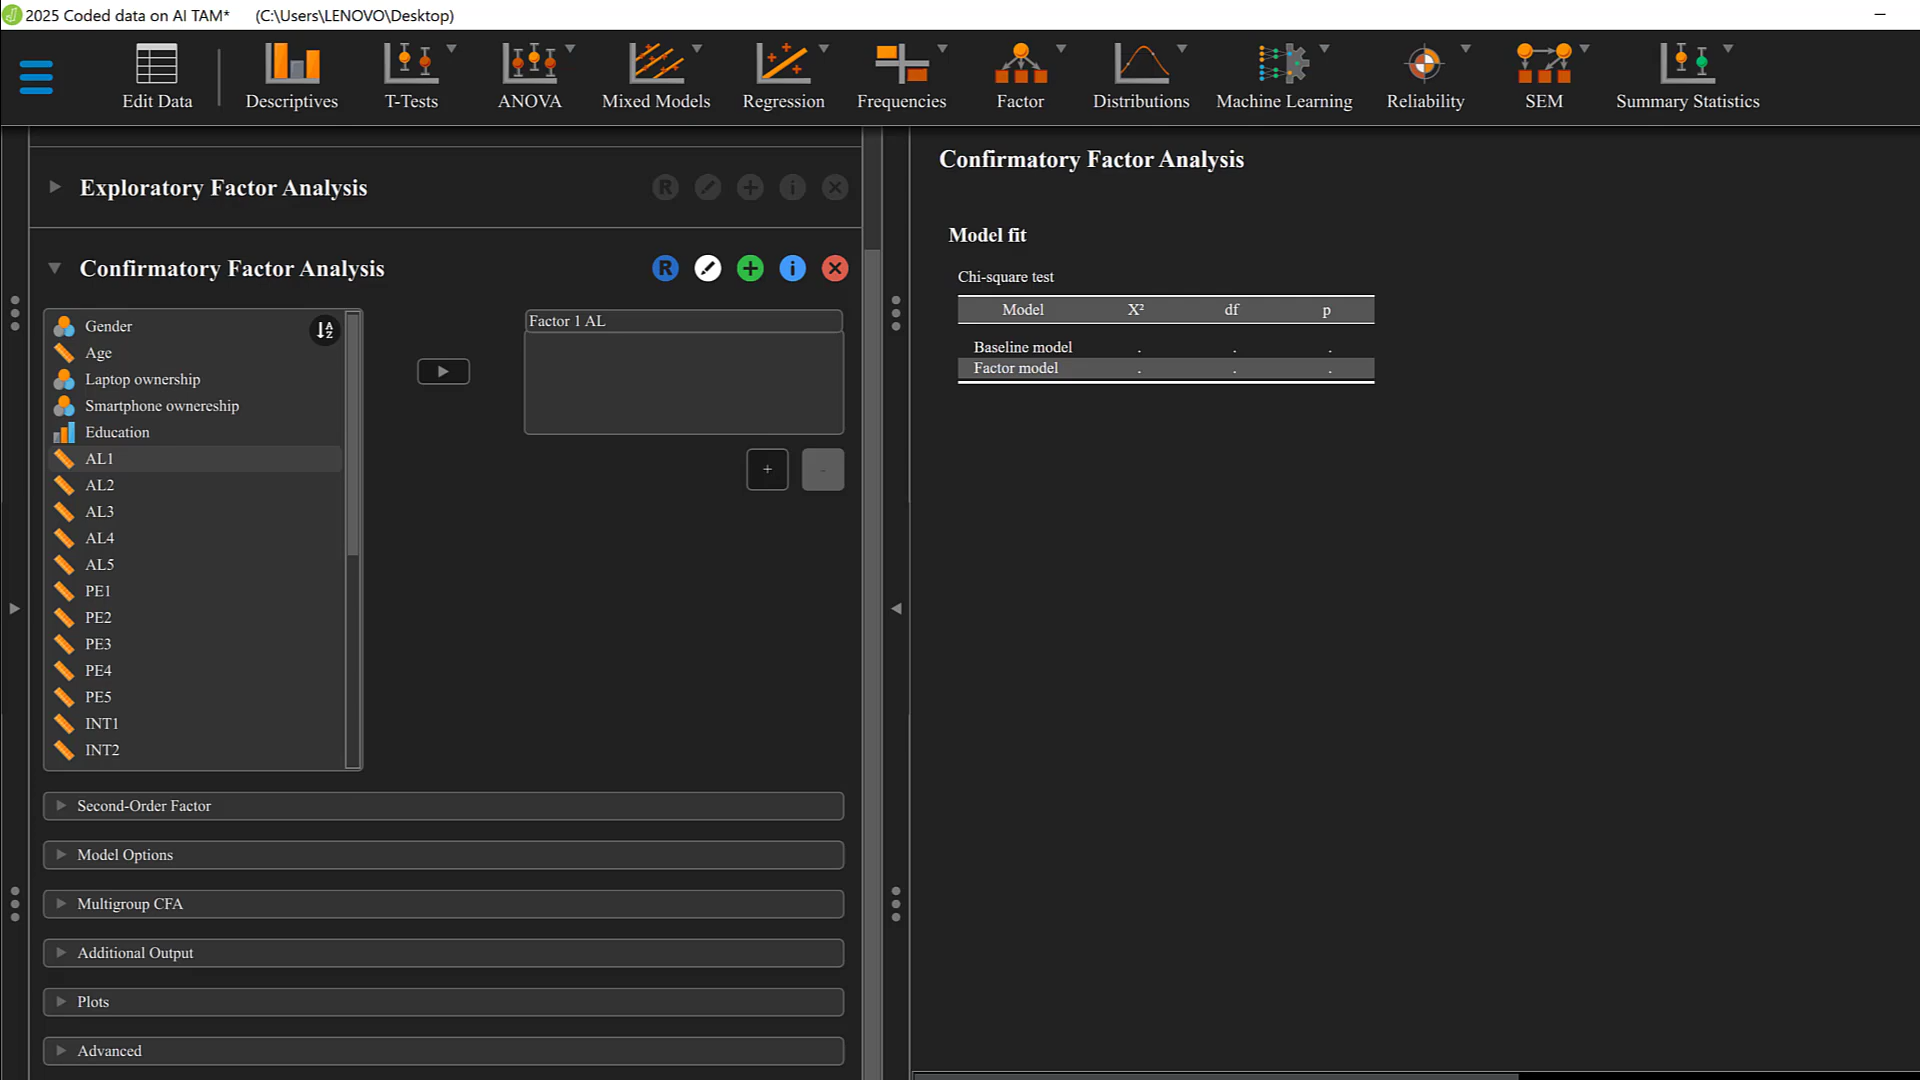 2025 Coded data on AI TAM* (C:\Users\LENOVO\Desktop)
Edit Data
Descriptives
T-Tests
ANOVA
Mixed Models
Regression
Frequencies
Factor
Distributions
Machine Learning
Reliability
SEM
Summary Statistics
Exploratory Factor Analysis
R + i ×
Confirmatory Factor Analysis
R + i ×
Gender
Age
Laptop ownership
Smartphone ownereship
Education
AL1
AL2
AL3
AL4
AL5
PE1
PE2
PE3
PE4
PE5
INT1
INT2
A
Z
Factor 1 AL
+ -
Second-Order Factor
Model Options
Multigroup CFA
Additional Output
Plots
Advanced
Confirmatory Factor Analysis
Model fit
Chi-square test
Model X² df p
Baseline model . . .
Factor model . . .